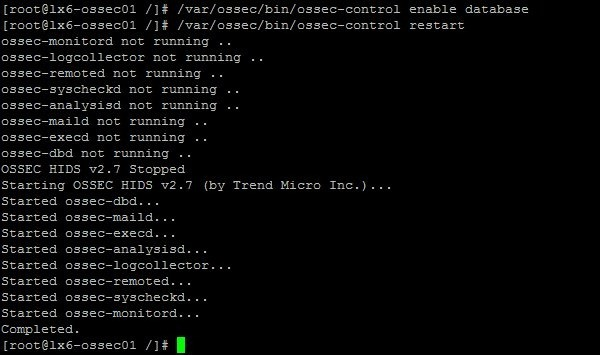 [root@lx6-ossec01 /]# /var/ossec/bin/ossec-control enable database
[root@lx6-ossec01 /]# /var/ossec/bin/ossec-control restart
ossec-monitord not running ..
ossec-logcollector not running ..
ossec-remoted not running ..
ossec-syscheckd not running ..
ossec-analysisd not running ..
ossec-maild not running ..
ossec-execd not running ..
ossec-dbd not running ..
OSSEC HIDS v2.7 Stopped
Starting OSSEC HIDS v2.7 (by Trend Micro Inc.)...
Started ossec-dbd...
Started ossec-maild...
Started ossec-execd...
Started ossec-analysisd...
Started ossec-logcollector...
Started ossec-remoted...
Started ossec-syscheckd...
Started ossec-monitord...
Completed.
[root@lx6-ossec01 /]#